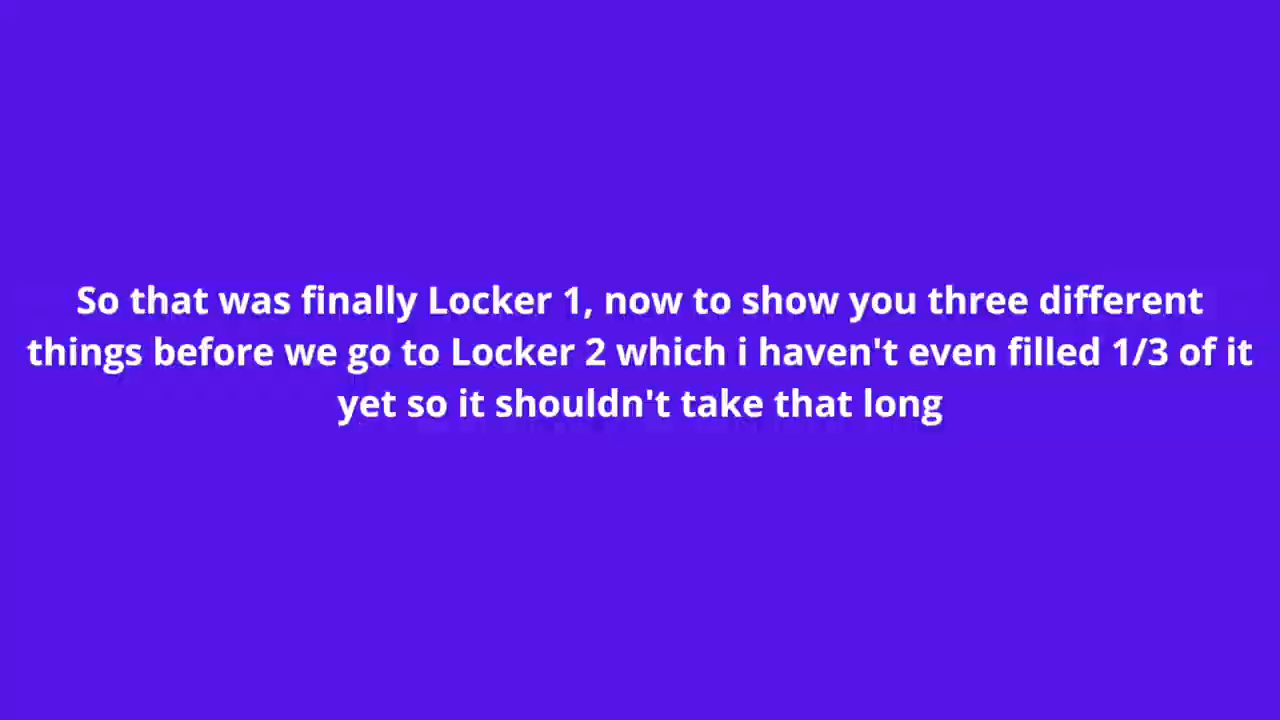 So that was finally Locker 1, now to show you three different
things before we go to Locker 2 which i haven't even filled 1/3 of it
yet so it shouldn't take that long